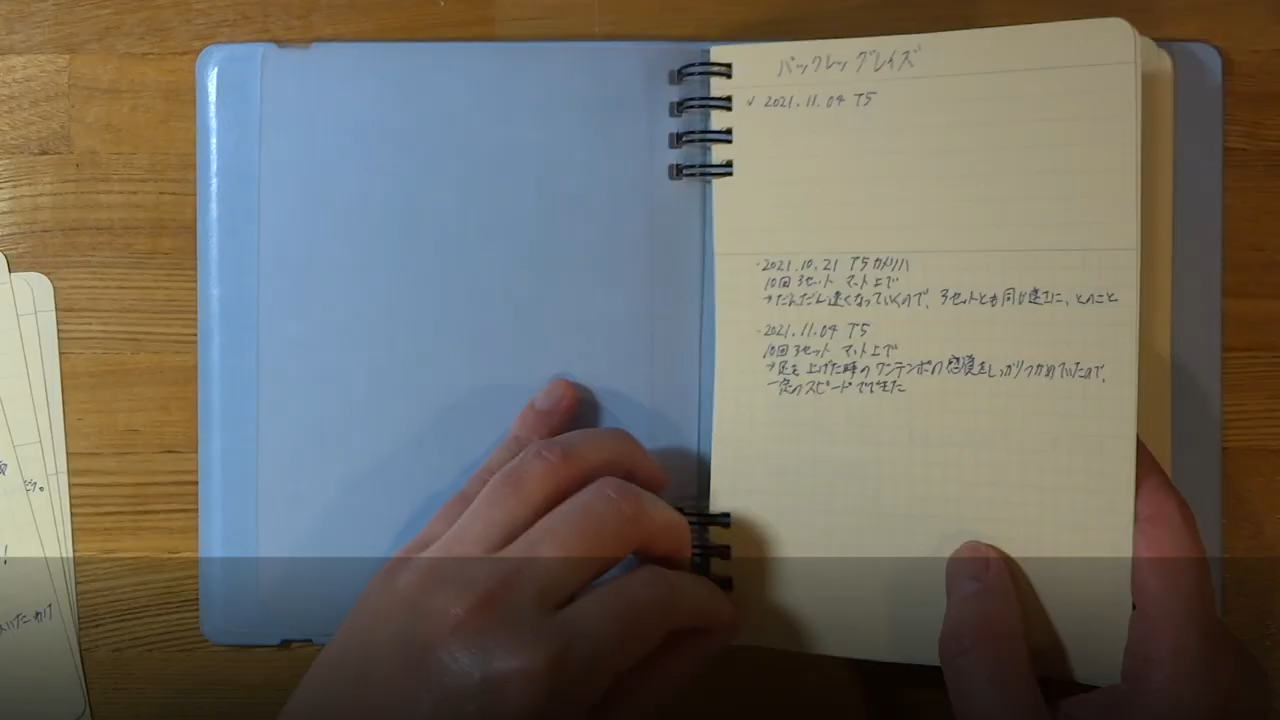 バックレッグレイズ
✓ 2021.11.04 T5
・2021.10.21 T5 カメリハ
10回3セット マット上で
→だんだん速くなっていくので、3セットとも同じ速さに、とのこと
・2021.11.04 T5
10回3セット マット上で
→足を上げた時のワンテンポの感覚をしっかりつかめていたので、
一定のスピードでできた
!